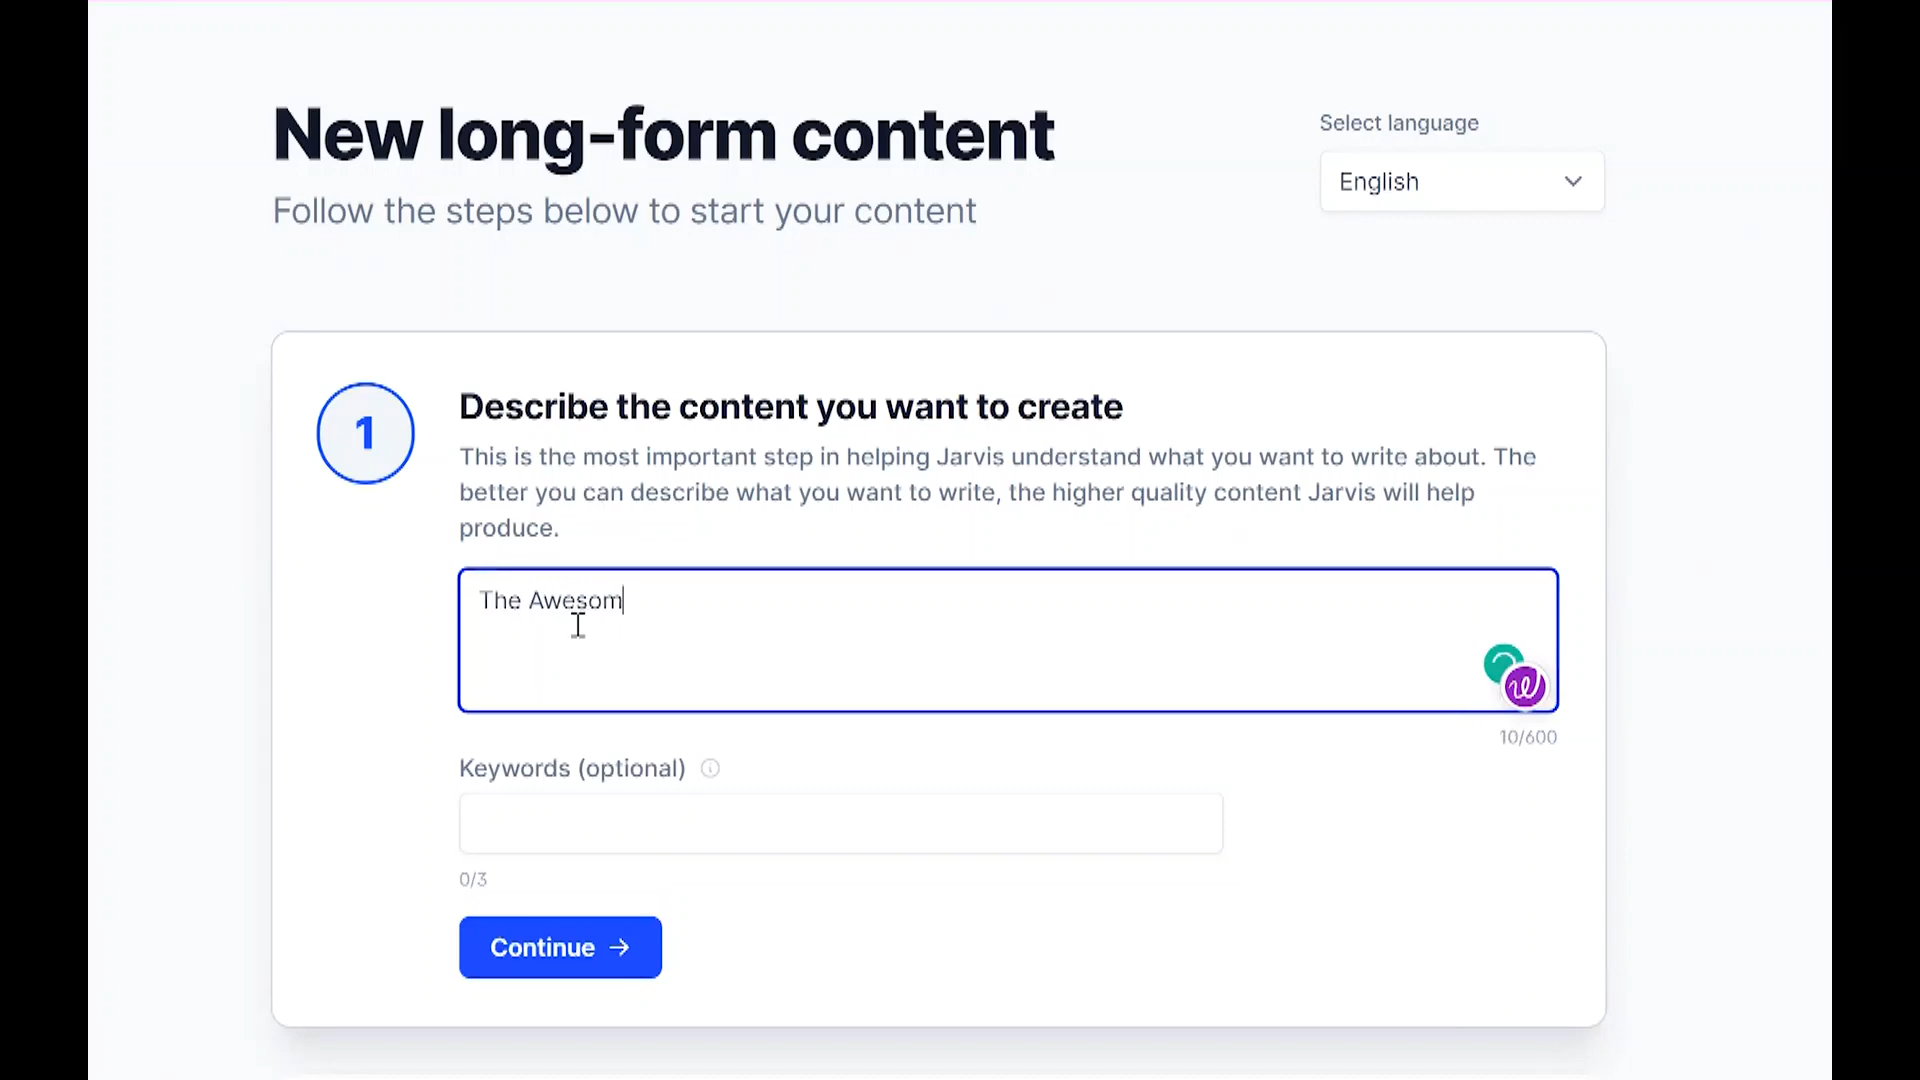 New long-form content
Select language
English
Follow the steps below to start your content
1
Describe the content you want to create
This is the most important step in helping Jarvis understand what you want to write about. The
better you can describe what you want to write, the higher quality content Jarvis will help
produce.
The Awesom
10/600
Keywords (optional)
0/3
Continue →